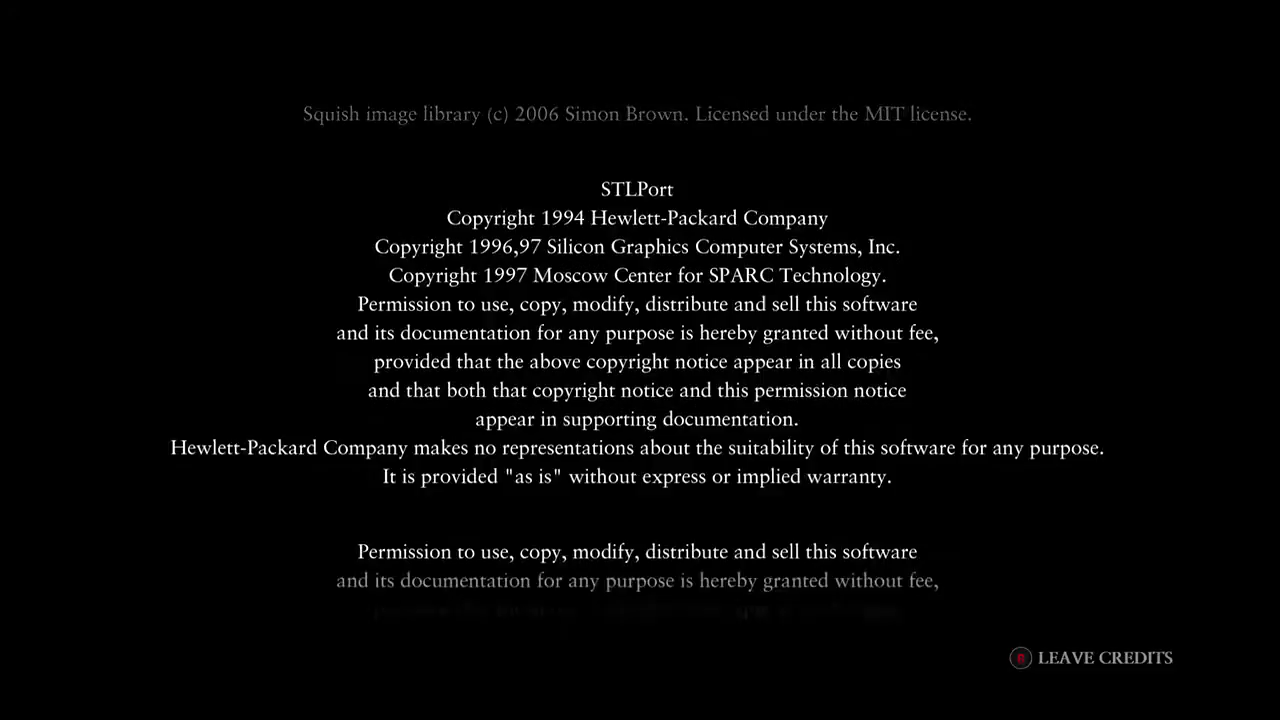 Squish image library (c) 2006 Simon Brown. Licensed under the MIT license.
STLPort
Copyright 1994 Hewlett-Packard Company
Copyright 1996,97 Silicon Graphics Computer Systems, Inc.
Copyright 1997 Moscow Center for SPARC Technology.
Permission to use, copy, modify, distribute and sell this software
and its documentation for any purpose is hereby granted without fee,
provided that the above copyright notice appear in all copies
and that both that copyright notice and this permission notice
appear in supporting documentation.
Hewlett-Packard Company makes no representations about the suitability of this software for any purpose.
It is provided "as is" without express or implied warranty.
Permission to use, copy, modify, distribute and sell this software
and its documentation for any purpose is hereby granted without fee,
LEAVE CREDITS